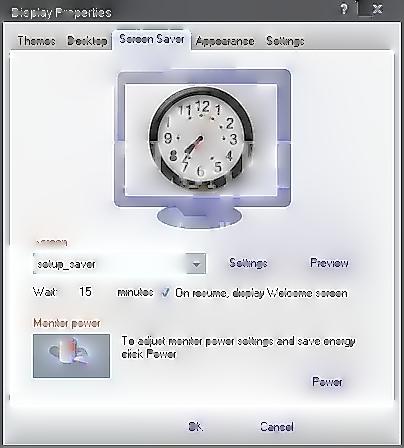 Display Properties
Themes Desktop Screen Saver Appearance Settings
11 12 1
10 2
9 3
8 4
7 6 5
setup_saver Settings Preview
Wait: 15 minutes On resume, display Welcome screen
Monitor power
To adjust monitor power settings and save energy
click Power
Power
OK Cancel